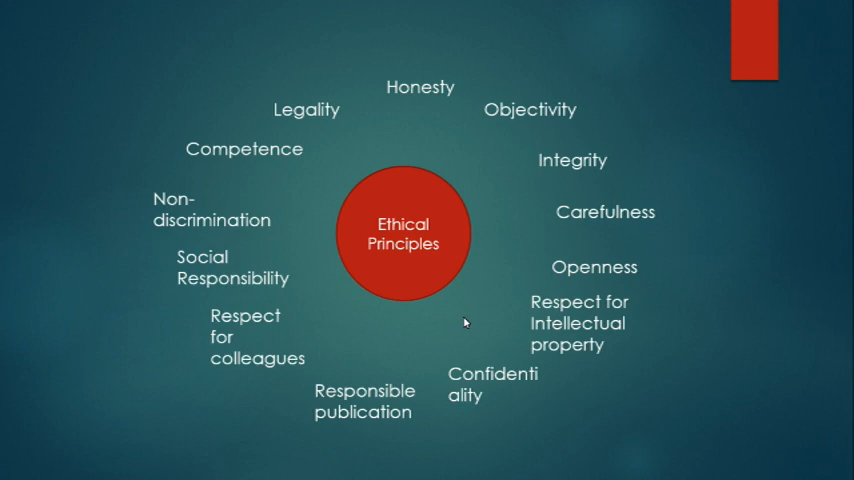 Honesty
Legality
Objectivity
Competence
Integrity
Non-
discrimination
Carefulness
Ethical
Principles
Social
Responsibility
Openness
Respect
for
colleagues
Respect for
Intellectual
property
Confidenti
ality
Responsible
publication